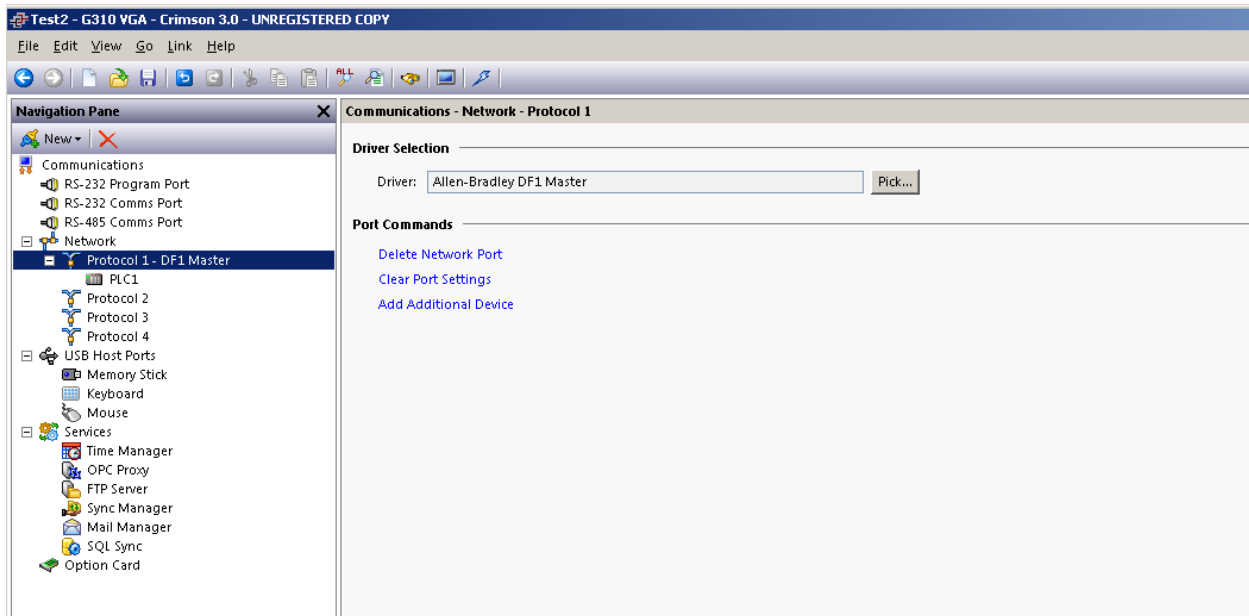 Test2 - G310 VGA - Crimson 3.0 - UNREGISTERED COPY
File Edit View Go Link Help
ALL
Navigation Pane X
New
Communications
RS-232 Program Port
RS-232 Comms Port
RS-485 Comms Port
Network
Protocol 1 - DF1 Master
PLC1
Protocol 2
Protocol 3
Protocol 4
USB Host Ports
Memory Stick
Keyboard
Mouse
Services
Time Manager
OPC Proxy
FTP Server
Sync Manager
Mail Manager
SQL Sync
Option Card
Communications - Network - Protocol 1
Driver Selection
Driver: Allen-Bradley DF1 Master Pick...
Port Commands
Delete Network Port
Clear Port Settings
Add Additional Device